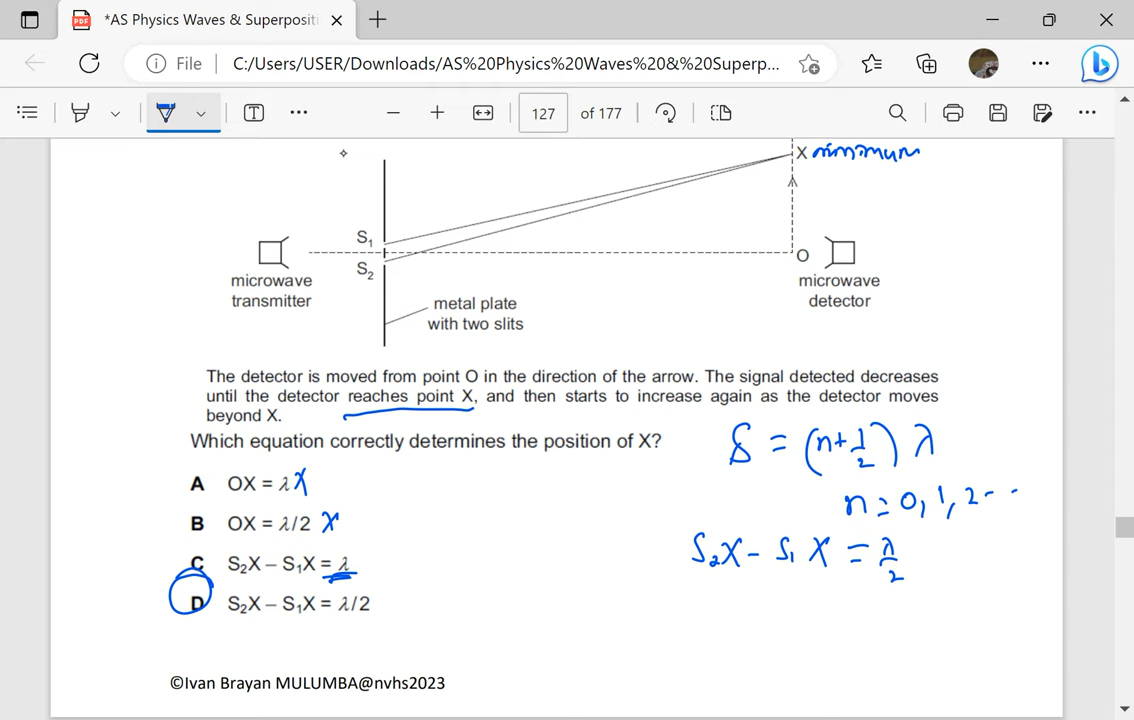 *AS Physics Waves & Superposit
File
C:/Users/USER/Downloads/AS%20Physics%20Waves%20&%20Superp...
127 of 177
X minimum
S1
S2
O
microwave
transmitter
microwave
detector
metal plate
with two slits
The detector is moved from point O in the direction of the arrow. The signal detected decreases
until the detector reaches point X, and then starts to increase again as the detector moves
beyond X.
Which equation correctly determines the position of X?
δ = (n+1/2) λ
n = 0, 1, 2 - - -
A OX = λ X
B OX = λ/2 X
C S2X – S1X = λ
D S2X – S1X = λ/2
S2X - S1X = λ/2
©Ivan Brayan MULUMBA@nvhs2023